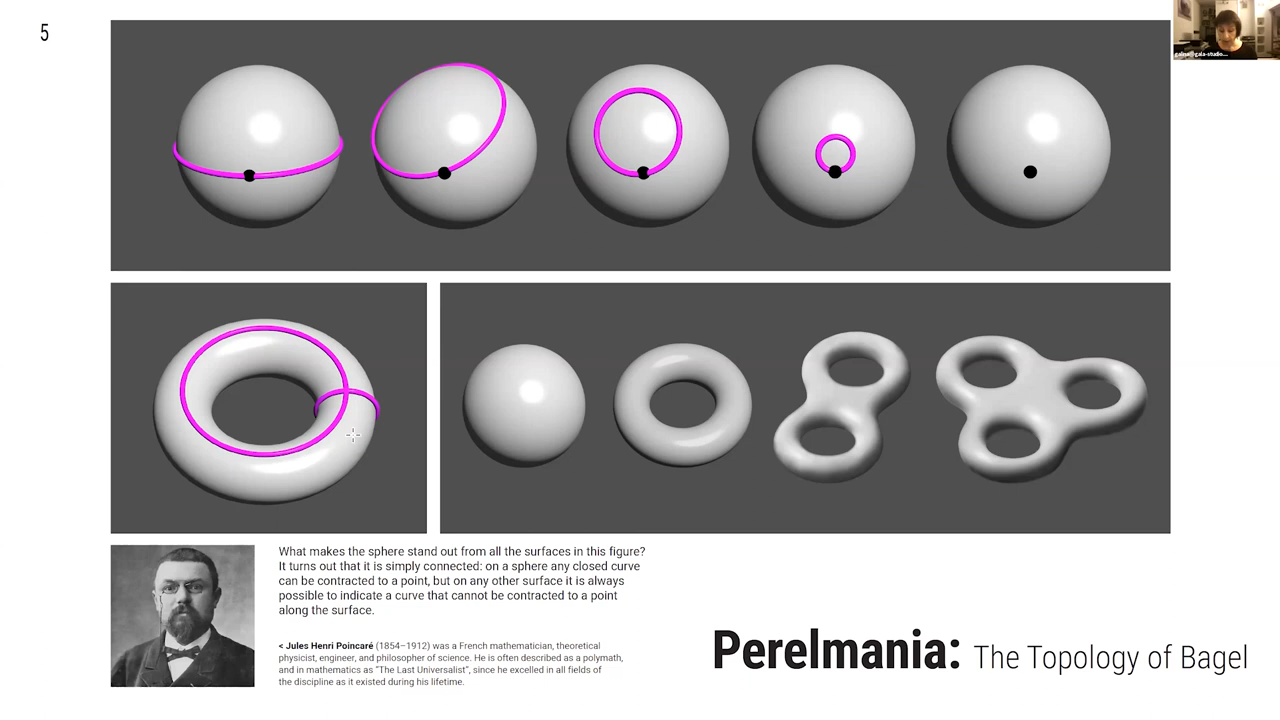 5
galina@gala-studio....
What makes the sphere stand out from all the surfaces in this figure?
It turns out that it is simply connected: on a sphere any closed curve
can be contracted to a point, but on any other surface it is always
possible to indicate a curve that cannot be contracted to a point
along the surface.
< Jules Henri Poincaré (1854–1912) was a French mathematician, theoretical
physicist, engineer, and philosopher of science. He is often described as a polymath,
and in mathematics as "The Last Universalist", since he excelled in all fields of
the discipline as it existed during his lifetime.
Perelmania: The Topology of Bagel